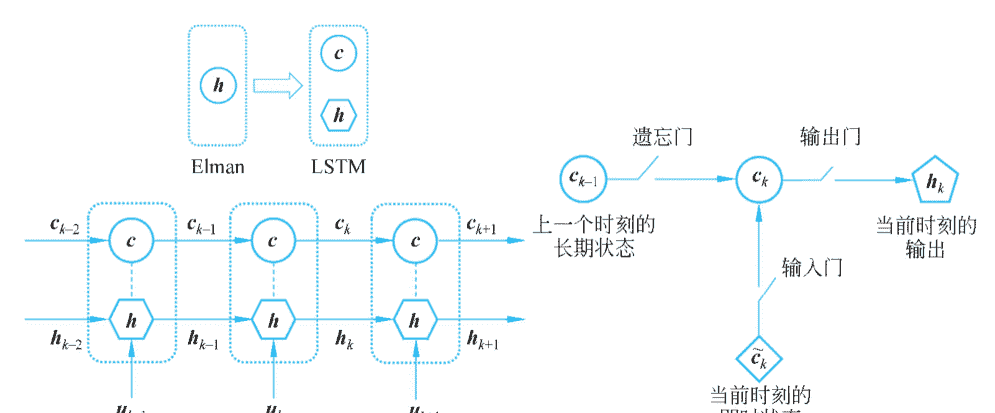 c
h
h
Elman
LSTM
遗忘门
输出门
c_{k-1}
c_k
h_k
上一个时刻的
长期状态
当前时刻的
输出
输入门
c̃_k
当前时刻的
c_{k-2}
c
c_{k-1}
c
c_k
c
c_{k+1}
h
h
h
h_{k-2}
h_{k-1}
h_k
h_{k+1}